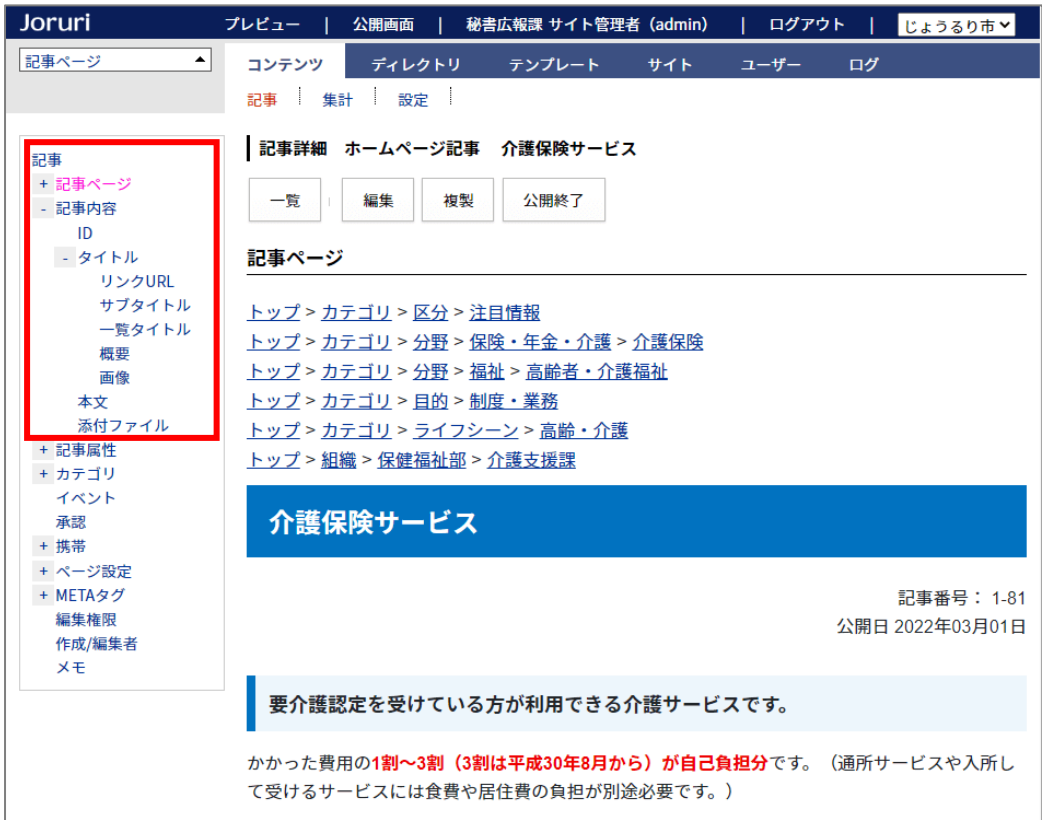 Joruri プレビュー | 公開画面 | 秘書広報課 サイト管理者（admin） | ログアウト | じょうるり市
記事ページ
コンテンツ ディレクトリ テンプレート サイト ユーザー ログ
記事 集計 設定
記事
+ 記事ページ
- 記事内容
ID
- タイトル
リンクURL
サブタイトル
一覧タイトル
概要
画像
本文
添付ファイル
+ 記事属性
+ カテゴリ
イベント
承認
+ 携帯
+ ページ設定
+ METAタグ
編集権限
作成/編集者
メモ
記事詳細 ホームページ記事 介護保険サービス
一覧 編集 複製 公開終了
記事ページ
トップ > カテゴリ > 区分 > 注目情報
トップ > カテゴリ > 分野 > 保険・年金・介護 > 介護保険
トップ > カテゴリ > 分野 > 福祉 > 高齢者・介護福祉
トップ > カテゴリ > 目的 > 制度・業務
トップ > カテゴリ > ライフシーン > 高齢・介護
トップ > 組織 > 保健福祉部 > 介護支援課
介護保険サービス
記事番号： 1-81
公開日 2022年03月01日
要介護認定を受けている方が利用できる介護サービスです。
かかった費用の1割～3割（3割は平成30年8月から）が自己負担分です。（通所サービスや入所し
て受けるサービスには食費や居住費の負担が別途必要です。）